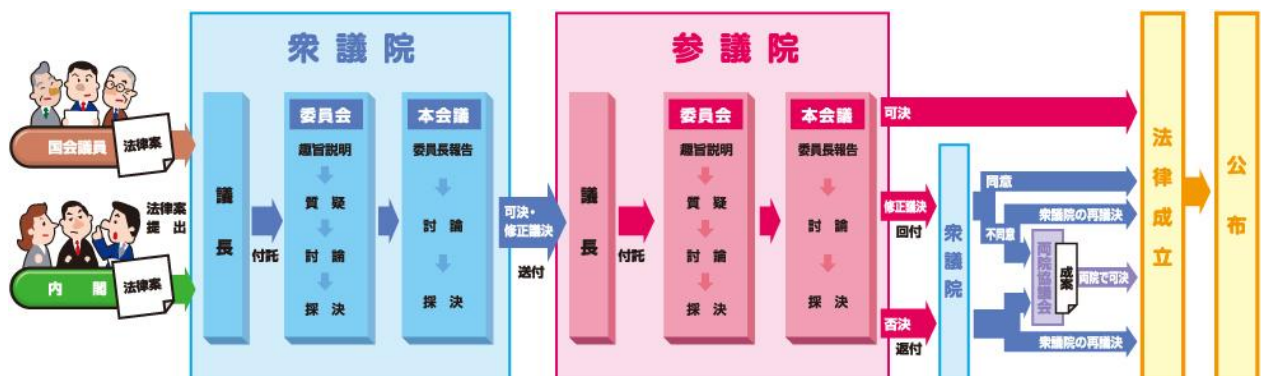 国会議員
法律案
法律案
提出
内閣
法律案
衆議院
議長
付託
委員会
趣旨説明
質疑
討論
採決
本会議
委員長報告
討論
採決
可決・
修正議決
送付
参議院
議長
付託
委員会
趣旨説明
質疑
討論
採決
本会議
委員長報告
討論
採決
可決
修正議決
回付
否決
返付
衆議院
同意
衆議院の再議決
不同意
両院協議会
成案
両院で可決
衆議院の再議決
法律成立
公布